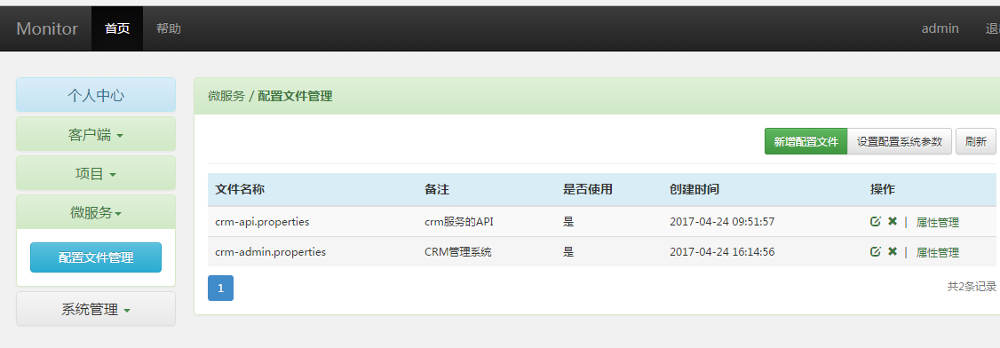 Monitor 首页 帮助 admin 退
个人中心
客户端
项目
微服务
配置文件管理
系统管理
微服务 / 配置文件管理
新增配置文件 设置配置系统参数 刷新
文件名称 备注 是否使用 创建时间 操作
crm-api.properties crm服务的API 是 2017-04-24 09:51:57 | 属性管理
crm-admin.properties CRM管理系统 是 2017-04-24 16:14:56 | 属性管理
1 共2条记录